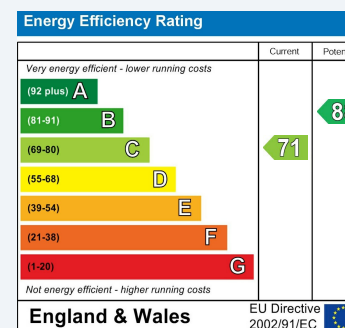 Energy Efficiency Rating
Current
Very energy efficient - lower running costs
(92 plus) A
(81-91) B
(69-80) C
71
(55-68) D
(39-54) E
(21-38) F
(1-20) G
Not energy efficient - higher running costs
England & Wales
EU Directive
2002/91/EC